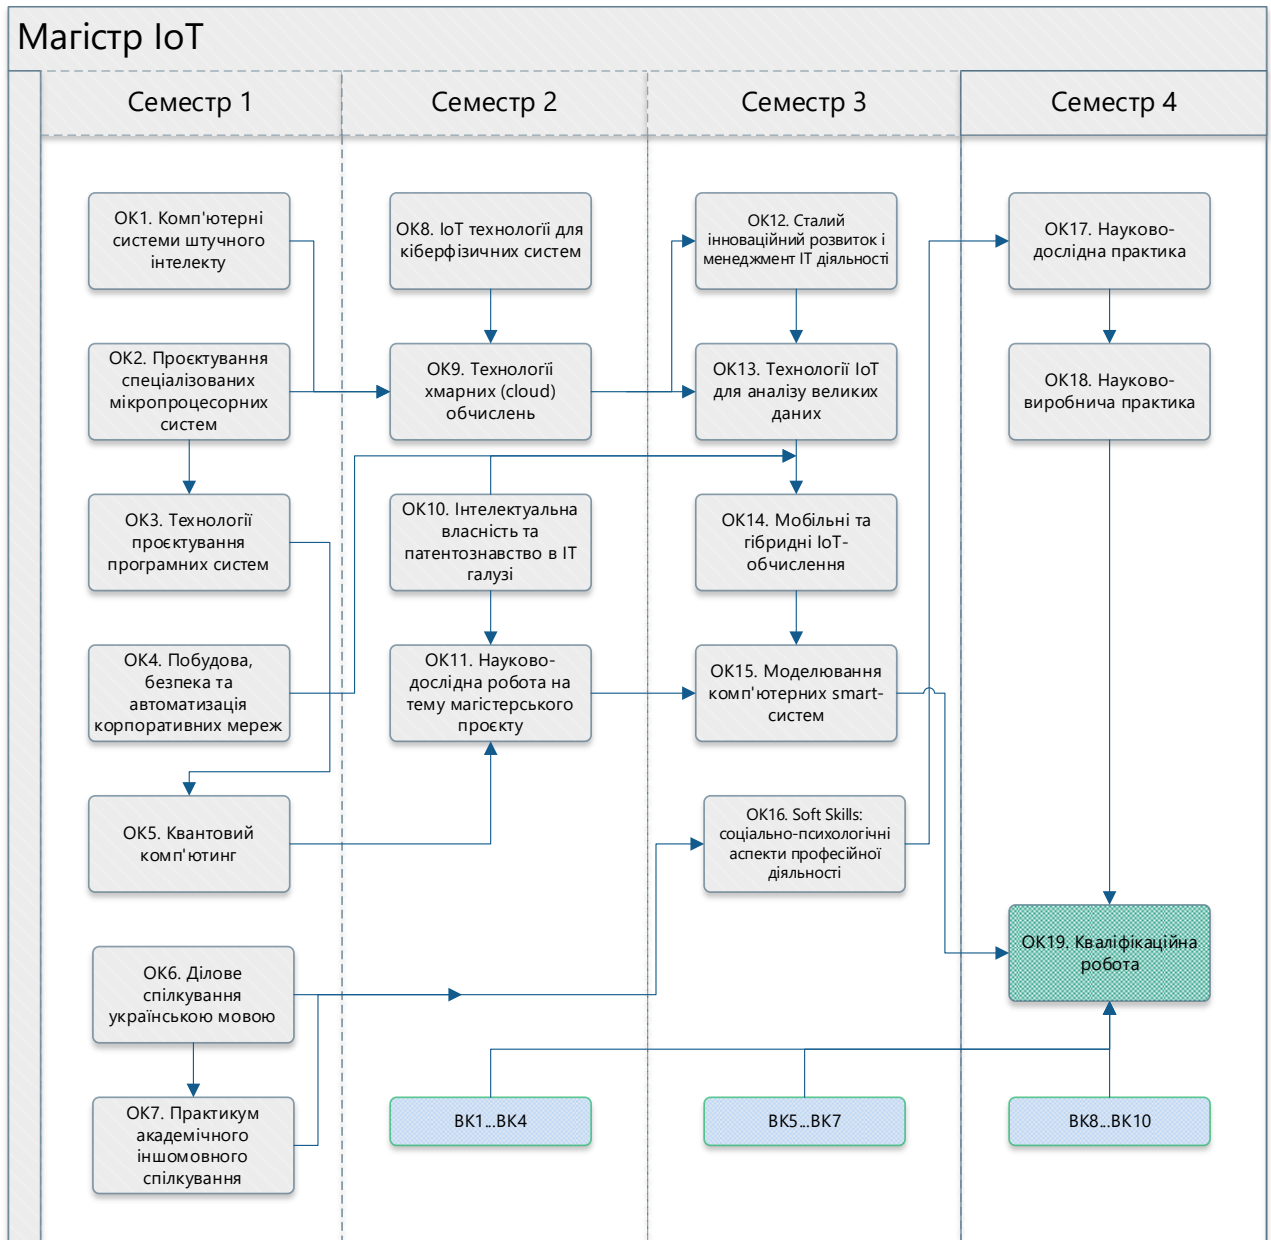 Магістр IoT
Семестр 1
Семестр 2
Семестр 3
Семестр 4
ОК1. Комп'ютерні
системи штучного
інтелекту
ОК2. Проєктування
спеціалізованих
мікропроцесорних
систем
ОК3. Технології
проєктування
програмних систем
ОК4. Побудова,
безпека та
автоматизація
корпоративних мереж
ОК5. Квантовий
комп'ютинг
ОК6. Ділове
спілкування
українською мовою
ОК7. Практикум
академічного
іншомовного
спілкування
ОК8. ІоТ технології для
кіберфізичних систем
ОК9. Технології
хмарних (cloud)
обчислень
ОК10. Інтелектуальна
власність та
патентознавство в ІТ
галузі
ОК11. Науково-
дослідна робота на
тему магістерського
проєкту
ВК1...ВК4
ОК12. Сталий
інноваційний розвиток і
менеджмент ІТ діяльності
ОК13. Технології ІоТ
для аналізу великих
даних
ОК14. Мобільні та
гібридні ІоТ-
обчислення
ОК15. Моделювання
комп'ютерних smart-
систем
ОК16. Soft Skills:
соціально-психологічні
аспекти професійної
діяльності
ВК5...ВК7
ОК17. Науково-
дослідна практика
ОК18. Науково-
виробнича практика
ОК19. Кваліфікаційна
робота
ВК8...ВК10